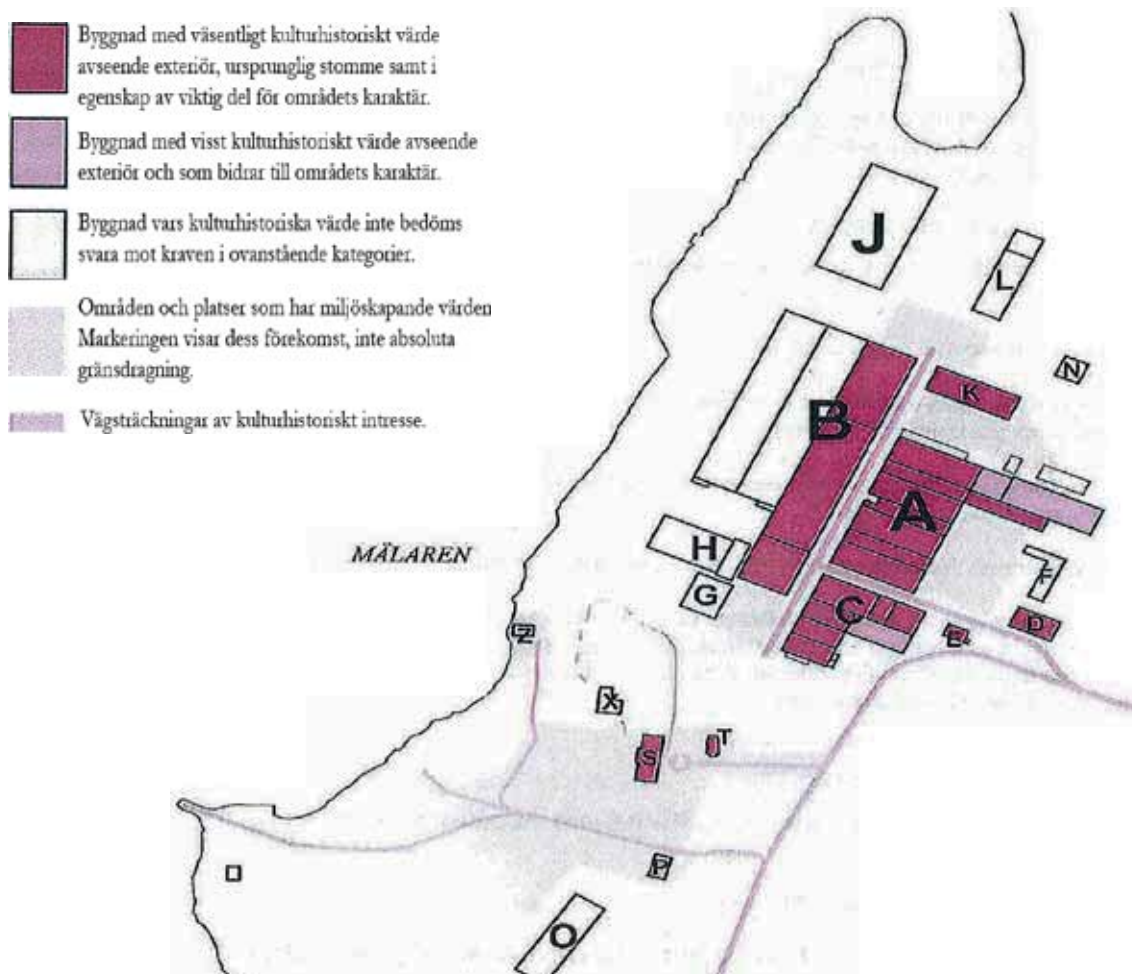 Byggnad med väsentligt kulturhistoriskt värde
avseende exteriör, ursprunglig stomme samt i
egenskap av viktig del för områdets karaktär.
Byggnad med visst kulturhistoriskt värde avseende
exteriör och som bidrar till områdets karaktär.
Byggnad vars kulturhistoriska värde inte bedöms
svara mot kraven i ovanstående kategorier.
Områden och platser som har miljöskapande värden
Markeringen visar dess förekomst, inte absoluta
gränsdragning.
Vägsträckningar av kulturhistoriskt intresse.
J
L
N
K
B
A
MÄLAREN
H
F
G
C
D
E
Z
X
T
S
P
O